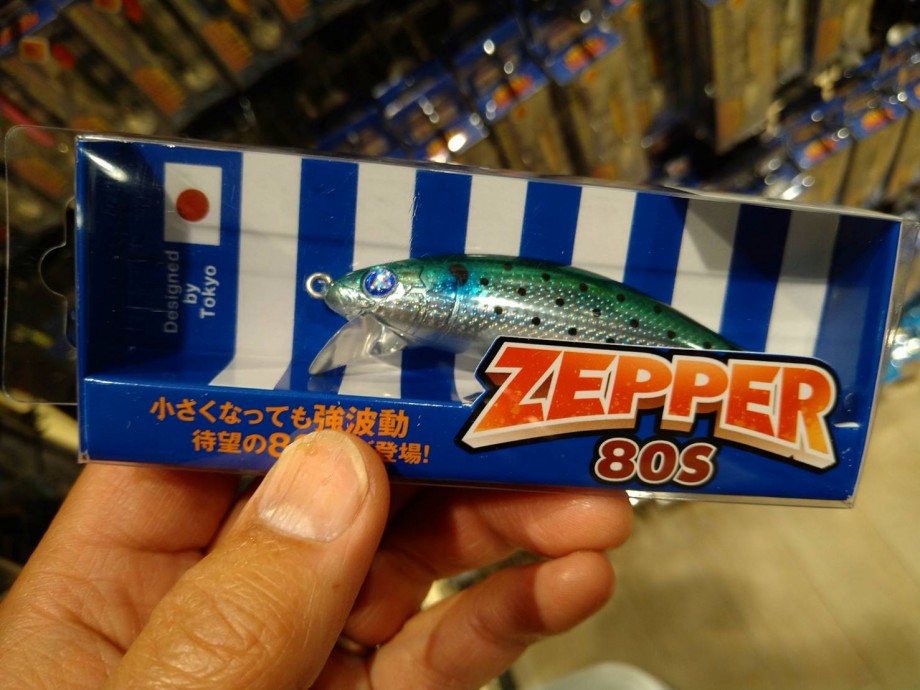 Designed
by
Tokyo
小さくなっても強波動
待望の8 登場!
ZEPPER
80S